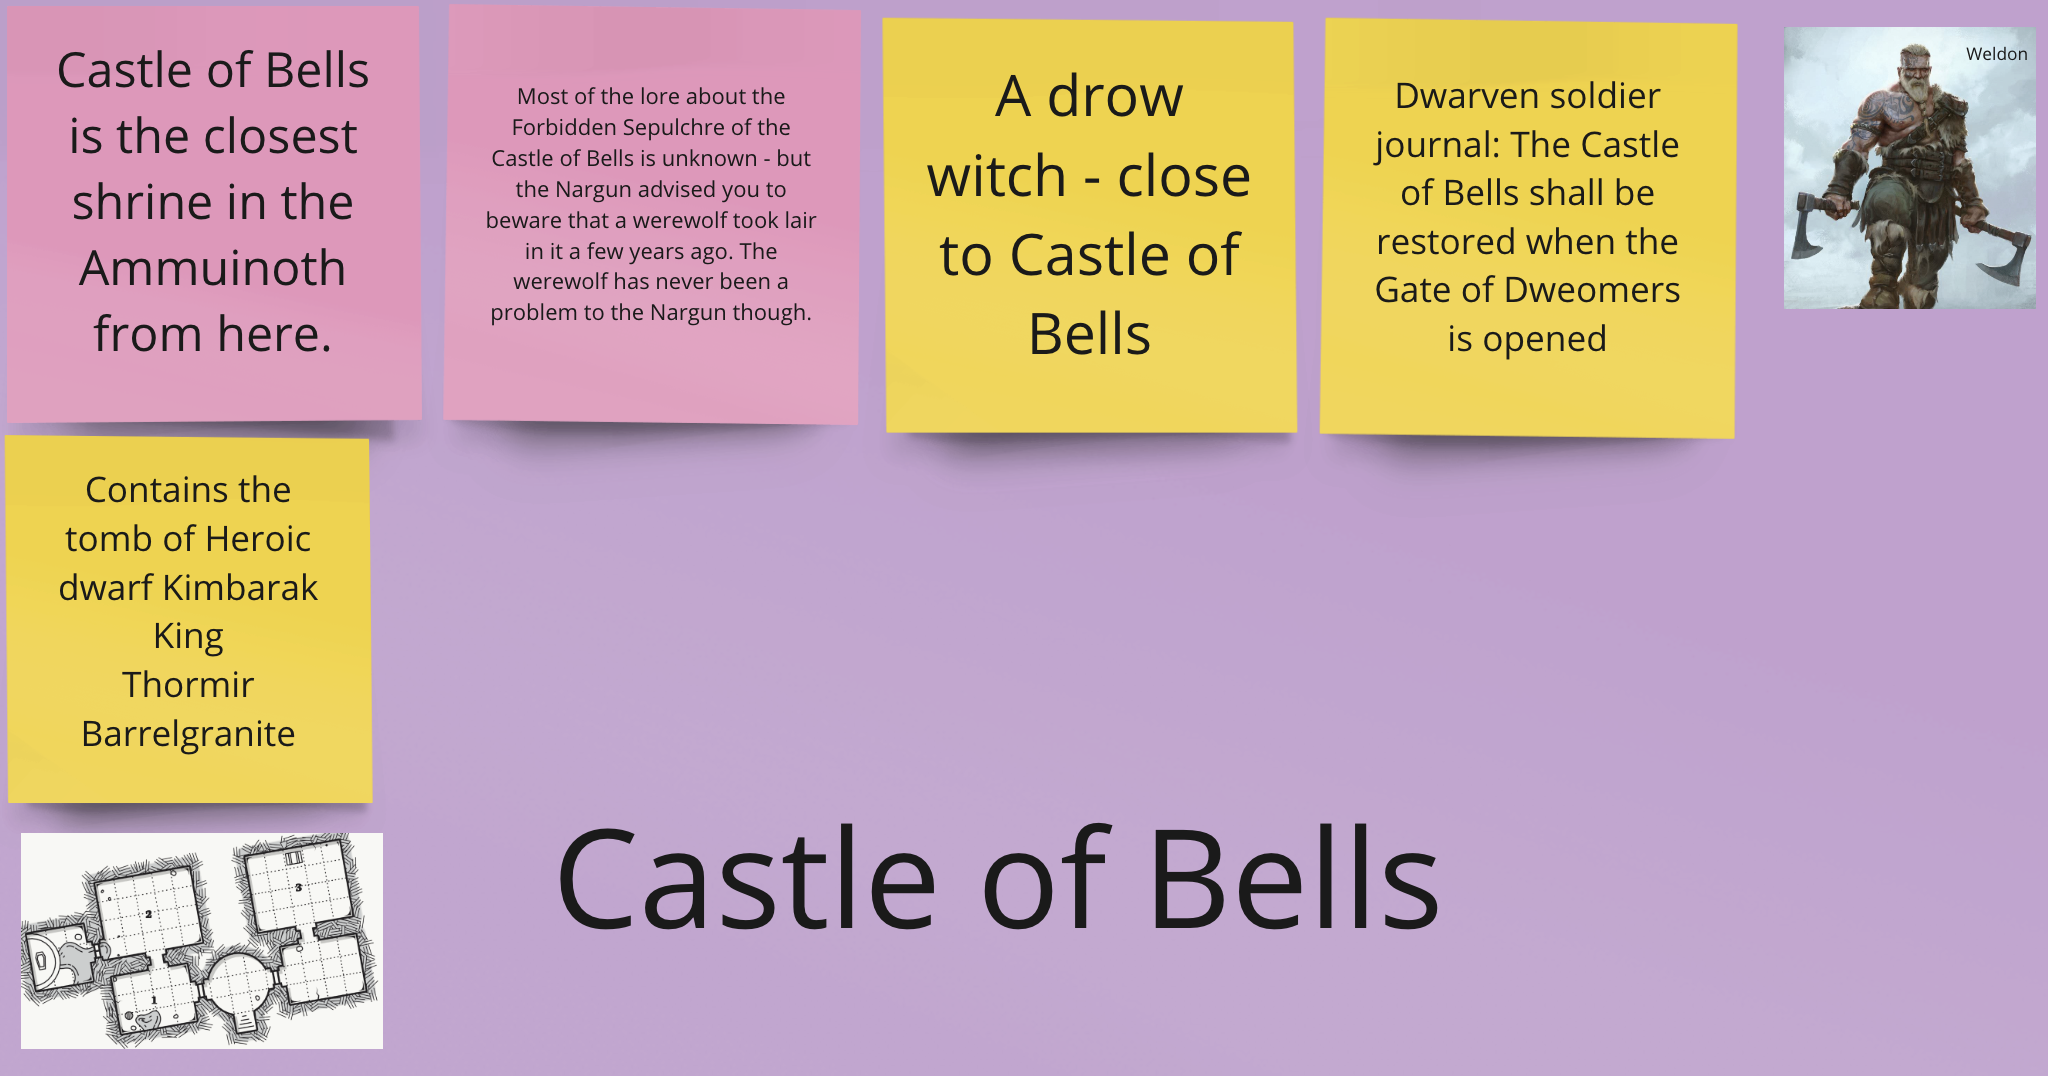 Castle of Bells
is the closest
shrine in the
Ammuinoth
from here.
Most of the lore about the
Forbidden Sepulchre of the
Castle of Bells is unknown - but
the Nargun advised you to
beware that a werewolf took lair
in it a few years ago. The
werewolf has never been a
problem to the Nargun though.
A drow
witch - close
to Castle of
Bells
Dwarven soldier
journal: The Castle
of Bells shall be
restored when the
Gate of Dweomers
is opened
Weldon
Contains the
tomb of Heroic
dwarf Kimbarak
King
Thormir
Barrelgranite
2
3
1
Castle of Bells